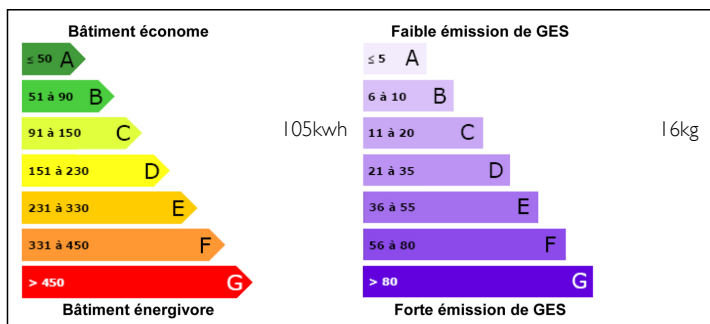 Bâtiment économe
≤ 50 A
51 à 90 B
91 à 150 C
105kwh
151 à 230 D
231 à 330 E
331 à 450 F
> 450 G
Bâtiment énergivore
Faible émission de GES
≤ 5 A
6 à 10 B
11 à 20 C
16kg
21 à 35 D
36 à 55 E
56 à 80 F
> 80 G
Forte émission de GES